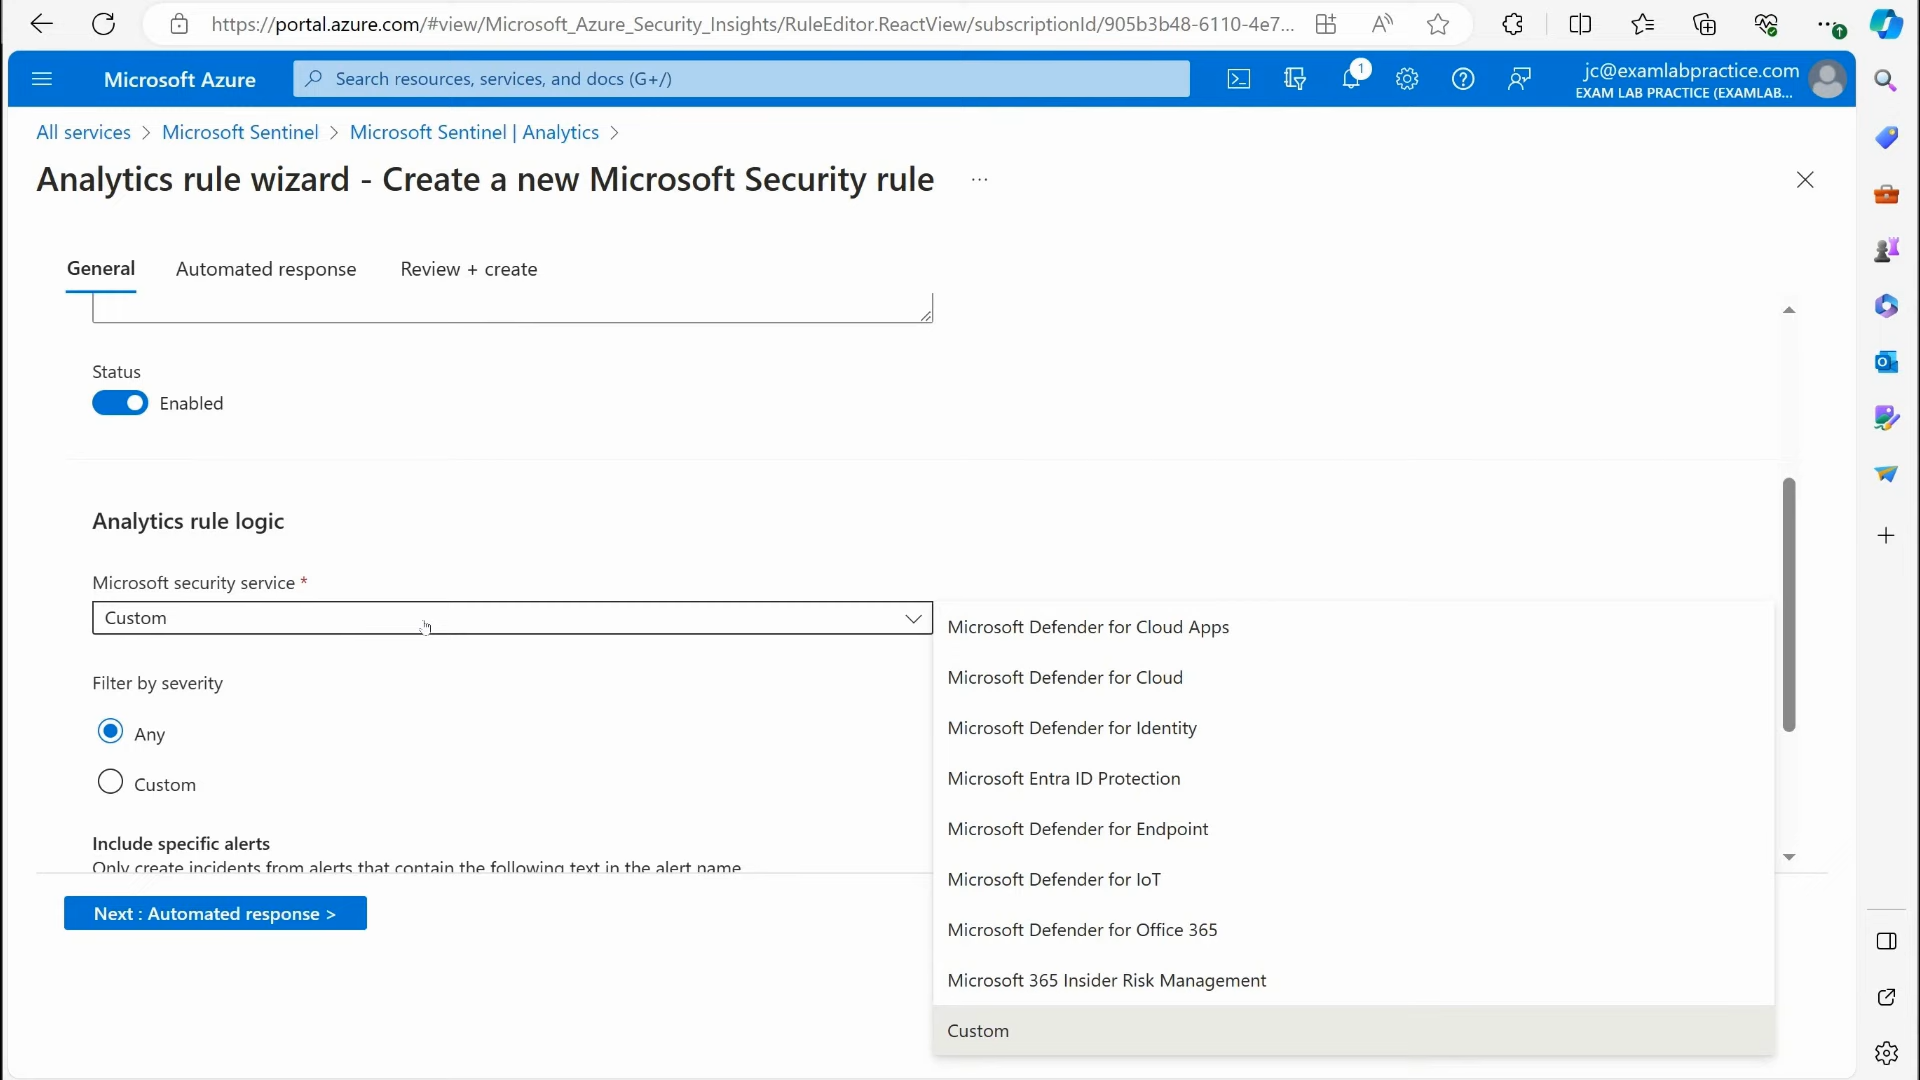 https://portal.azure.com/#view/Microsoft_Azure_Security_Insights/RuleEditor.ReactView/subscriptionId/905b3b48-6110-4e7...
Microsoft Azure
Search resources, services, and docs (G+/)
1
jc@examlabpractice.com
EXAM LAB PRACTICE (EXAMLAB...
All services > Microsoft Sentinel > Microsoft Sentinel | Analytics >
Analytics rule wizard - Create a new Microsoft Security rule ...
General
Automated response
Review + create
Status
Enabled
Analytics rule logic
Microsoft security service *
Custom
Microsoft Defender for Cloud Apps
Microsoft Defender for Cloud
Microsoft Defender for Identity
Microsoft Entra ID Protection
Microsoft Defender for Endpoint
Microsoft Defender for IoT
Microsoft Defender for Office 365
Microsoft 365 Insider Risk Management
Custom
Filter by severity
Any
Custom
Include specific alerts
Only create incidents from alerts that contain the following text in the alert name
Next : Automated response >